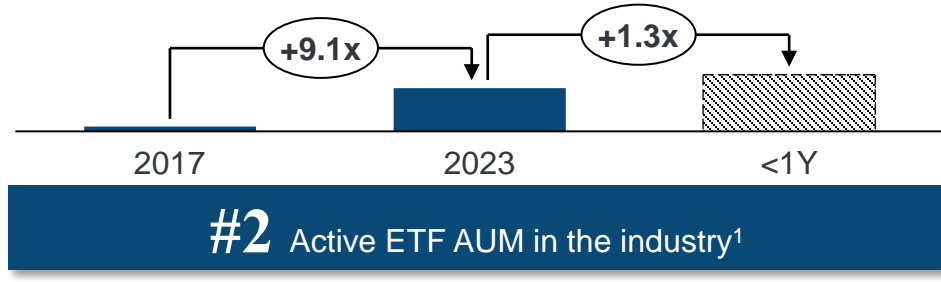 +9.1x
+1.3x
2017
2023
<1Y
#2 Active ETF AUM in the industry1